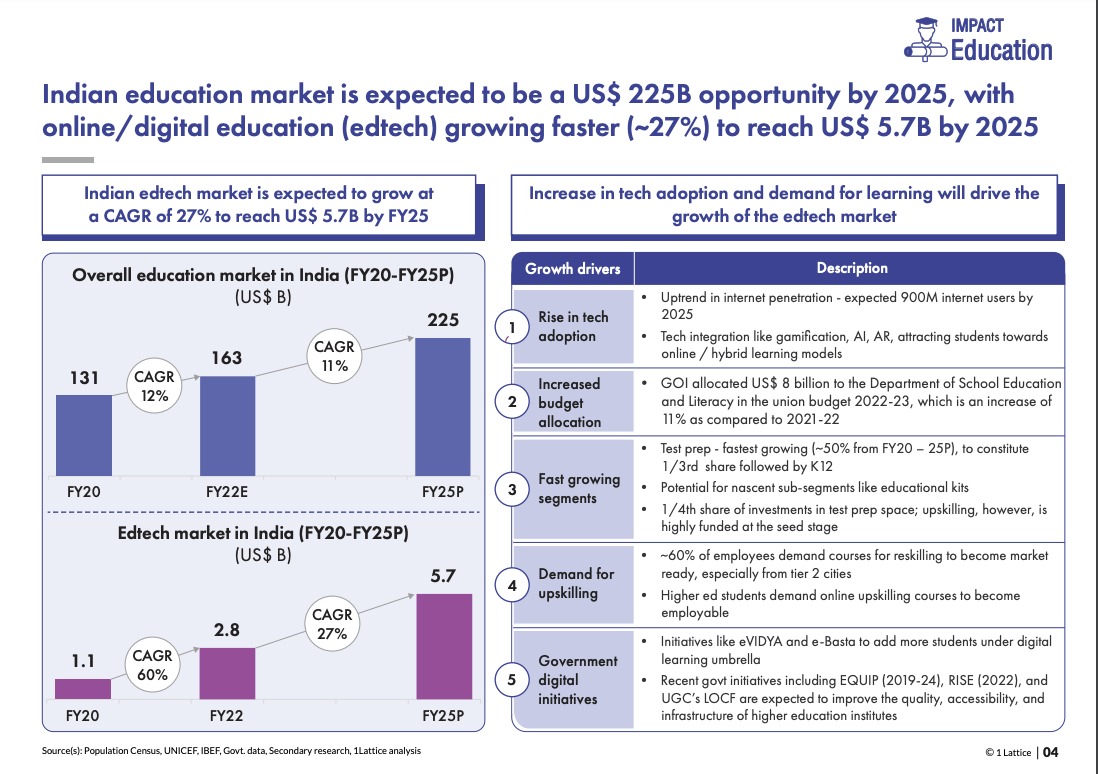 IMPACT
Education
Indian education market is expected to be a US$ 225B opportunity by 2025, with
online/digital education (edtech) growing faster (~27%) to reach US$ 5.7B by 2025
Indian edtech market is expected to grow at
a CAGR of 27% to reach US$ 5.7B by FY25
Overall education market in India (FY20-FY25P)
(US$ B)
131
CAGR
12%
163
CAGR
11%
225
FY20
FY22E
FY25P
Edtech market in India (FY20-FY25P)
(US$ B)
1.1
CAGR
60%
2.8
CAGR
27%
5.7
FY20
FY22
FY25P
Increase in tech adoption and demand for learning will drive the
growth of the edtech market
Growth drivers
Description
1
Rise in tech
adoption
• Uptrend in internet penetration - expected 900M internet users by
2025
• Tech integration like gamification, AI, AR, attracting students towards
online / hybrid learning models
2
Increased
budget
allocation
• GOI allocated US$ 8 billion to the Department of School Education
and Literacy in the union budget 2022-23, which is an increase of
11% as compared to 2021-22
3
Fast growing
segments
• Test prep - fastest growing (~50% from FY20 – 25P), to constitute
1/3rd share followed by K12
• Potential for nascent sub-segments like educational kits
• 1/4th share of investments in test prep space; upskilling, however, is
highly funded at the seed stage
4
Demand for
upskilling
• ~60% of employees demand courses for reskilling to become market
ready, especially from tier 2 cities
• Higher ed students demand online upskilling courses to become
employable
5
Government
digital
initiatives
• Initiatives like eVIDYA and e-Basta to add more students under digital
learning umbrella
• Recent govt initiatives including EQUIP (2019-24), RISE (2022), and
UGC's LOCF are expected to improve the quality, accessibility, and
infrastructure of higher education institutes
Source(s): Population Census, UNICEF, IBEF, Govt. data, Secondary research, 1Lattice analysis
© 1 Lattice | 04